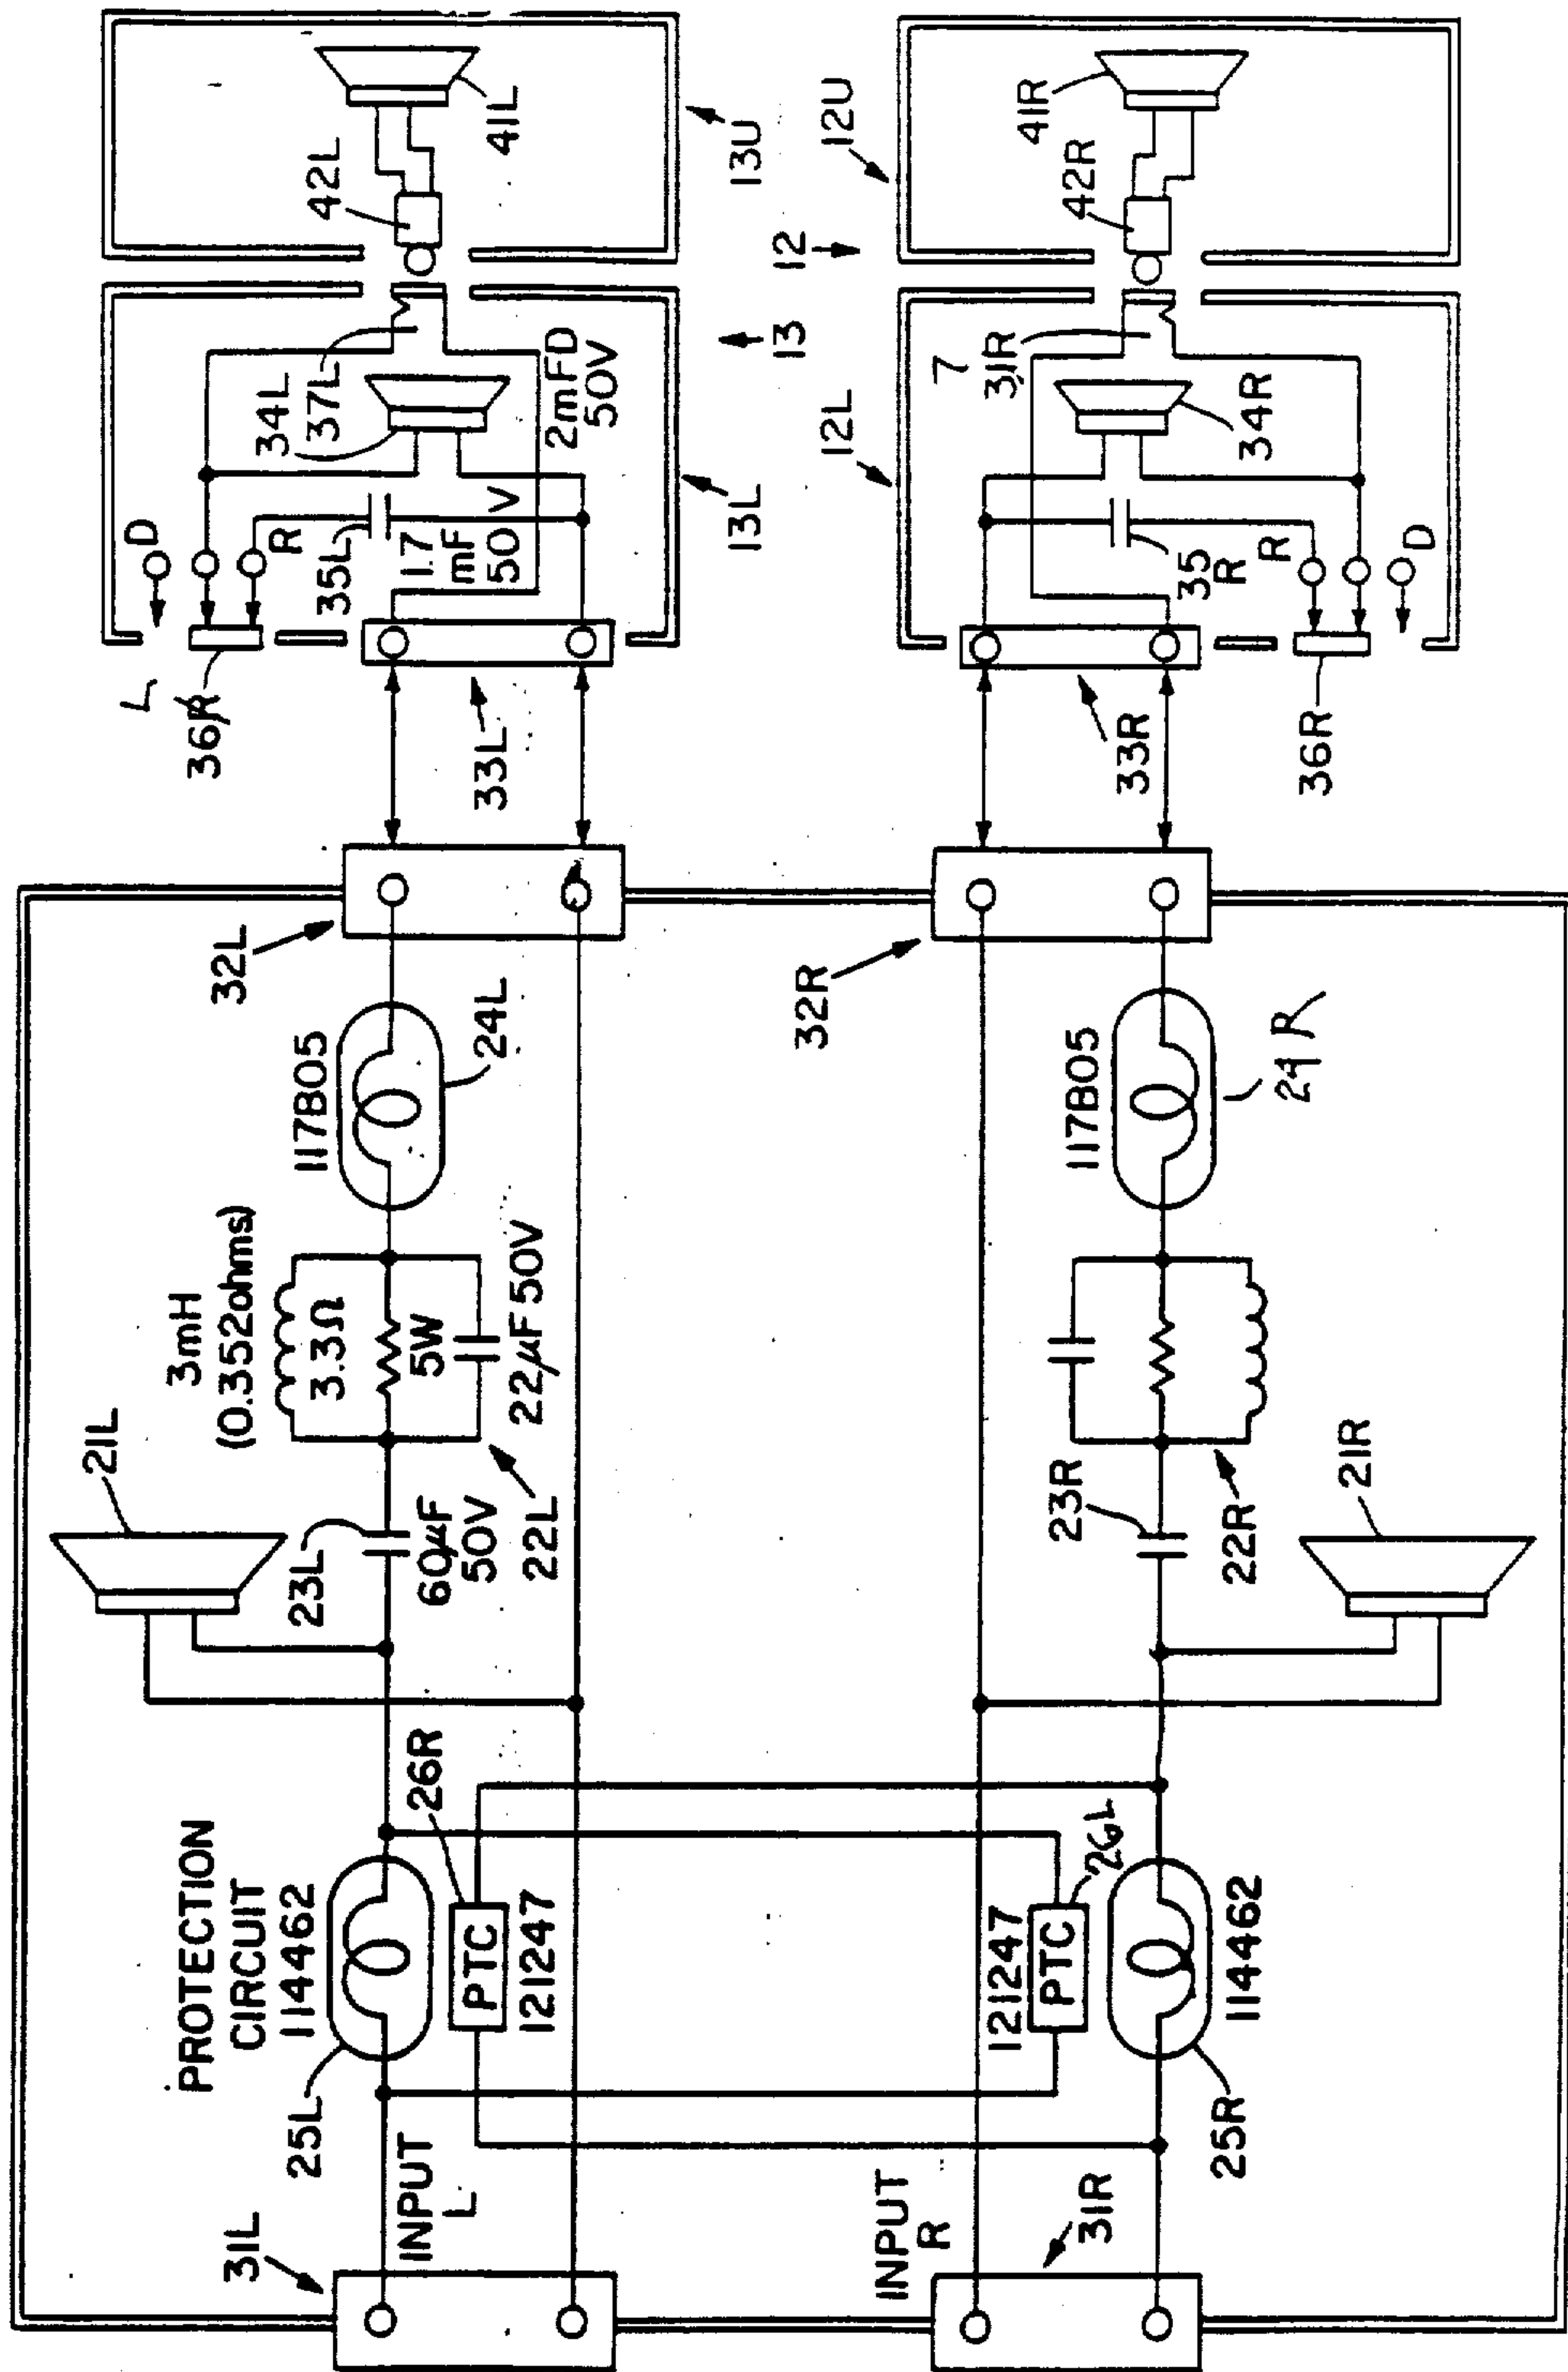 31L
INPUT
L
25L
PROTECTION
CIRCUIT
114462
PTC
121247
26R
21L
23L
60µF
50V
22L
3mH
(0.352ohms)
3.3Ω
5W
22µF50V
117B05
24L
32L
33L
L
36R
D
R
35L
1.7
mF
50 V
34L
37L
2mFD
50V
13L
13
42L
41L
13U
INPUT
R
31R
25R
121247
PTC
26L
114462
23R
22R
21R
117B05
24R
32R
33R
36R
35
R
R
D
12L
7
31R
34R
12
12U
42R
41R